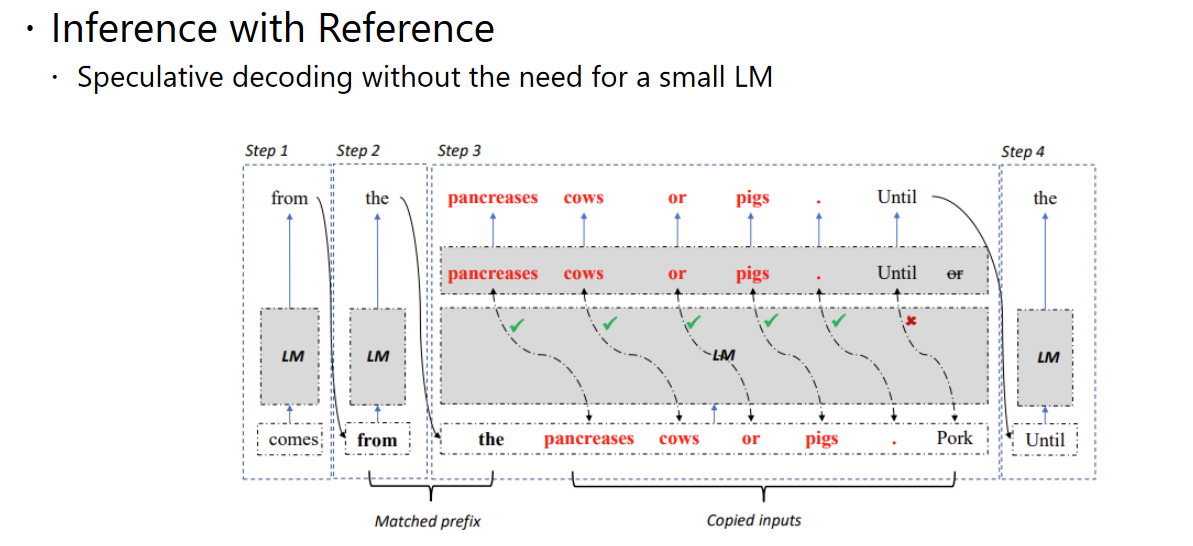 · Inference with Reference
· Speculative decoding without the need for a small LM
Step 1 Step 2 Step 3 Step 4
from the pancreases cows or pigs . Until the
pancreases cows or pigs . Until or
LM LM LM LM
comes from the pancreases cows or pigs . Pork Until
Matched prefix Copied inputs